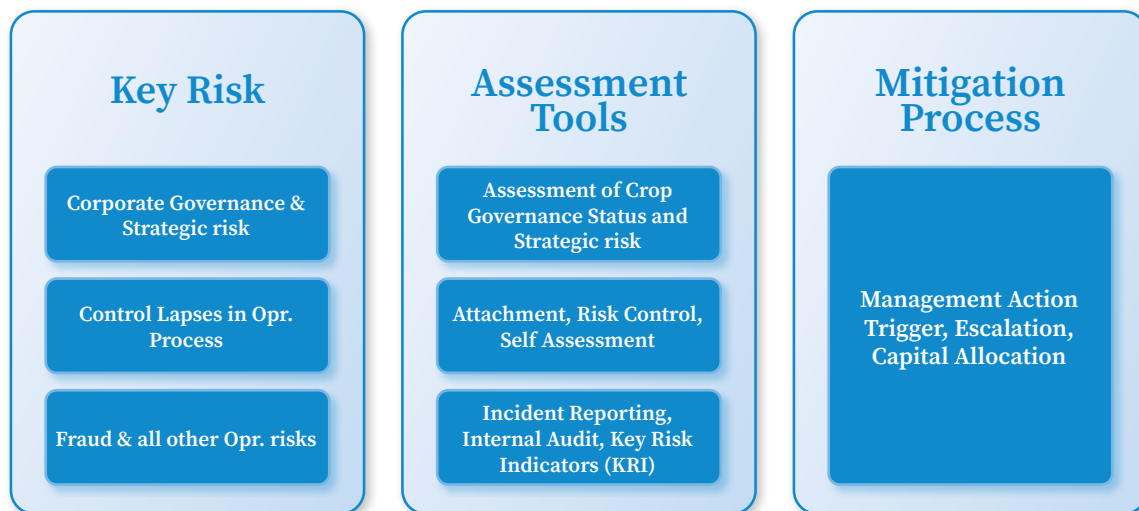 Key Risk
Corporate Governance &
Strategic risk
Control Lapses in Opr.
Process
Fraud & all other Opr. risks
Assessment
Tools
Assessment of Crop
Governance Status and
Strategic risk
Attachment, Risk Control,
Self Assessment
Incident Reporting,
Internal Audit, Key Risk
Indicators (KRI)
Mitigation
Process
Management Action
Trigger, Escalation,
Capital Allocation